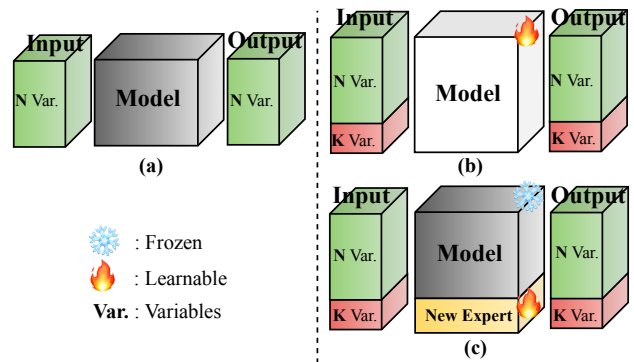 Input
Output
N Var.
Model
N Var.
(a)
: Frozen
: Learnable
Var. : Variables
Input
Output
N Var.
Model
N Var.
K Var.
K Var.
(b)
Input
Output
N Var.
Model
N Var.
K Var.
New Expert
K Var.
(c)